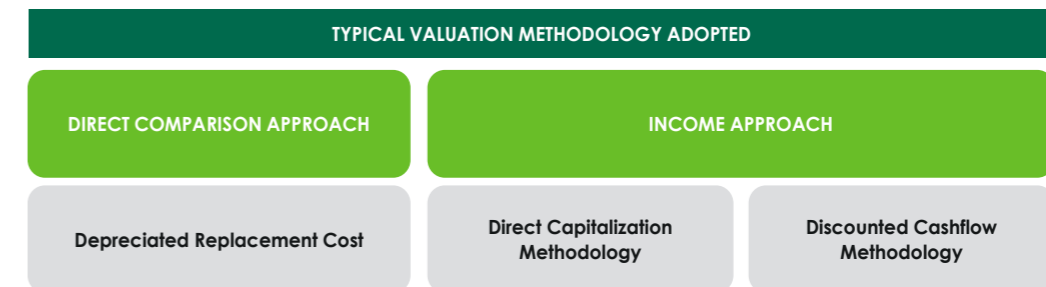 TYPICAL VALUATION METHODOLOGY ADOPTED
DIRECT COMPARISON APPROACH
INCOME APPROACH
Depreciated Replacement Cost
Direct Capitalization
Methodology
Discounted Cashflow
Methodology